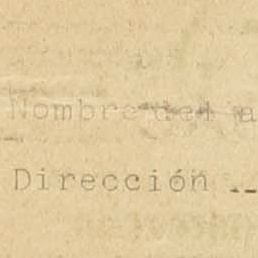 Nombre del a
Dirección ..